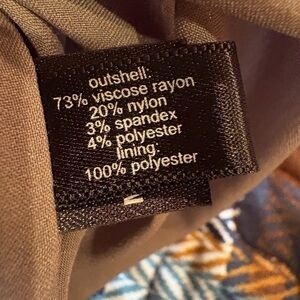 outshell:
73% viscose rayon
20% nylon
3% spandex
4% polyester
lining:
100% polyester